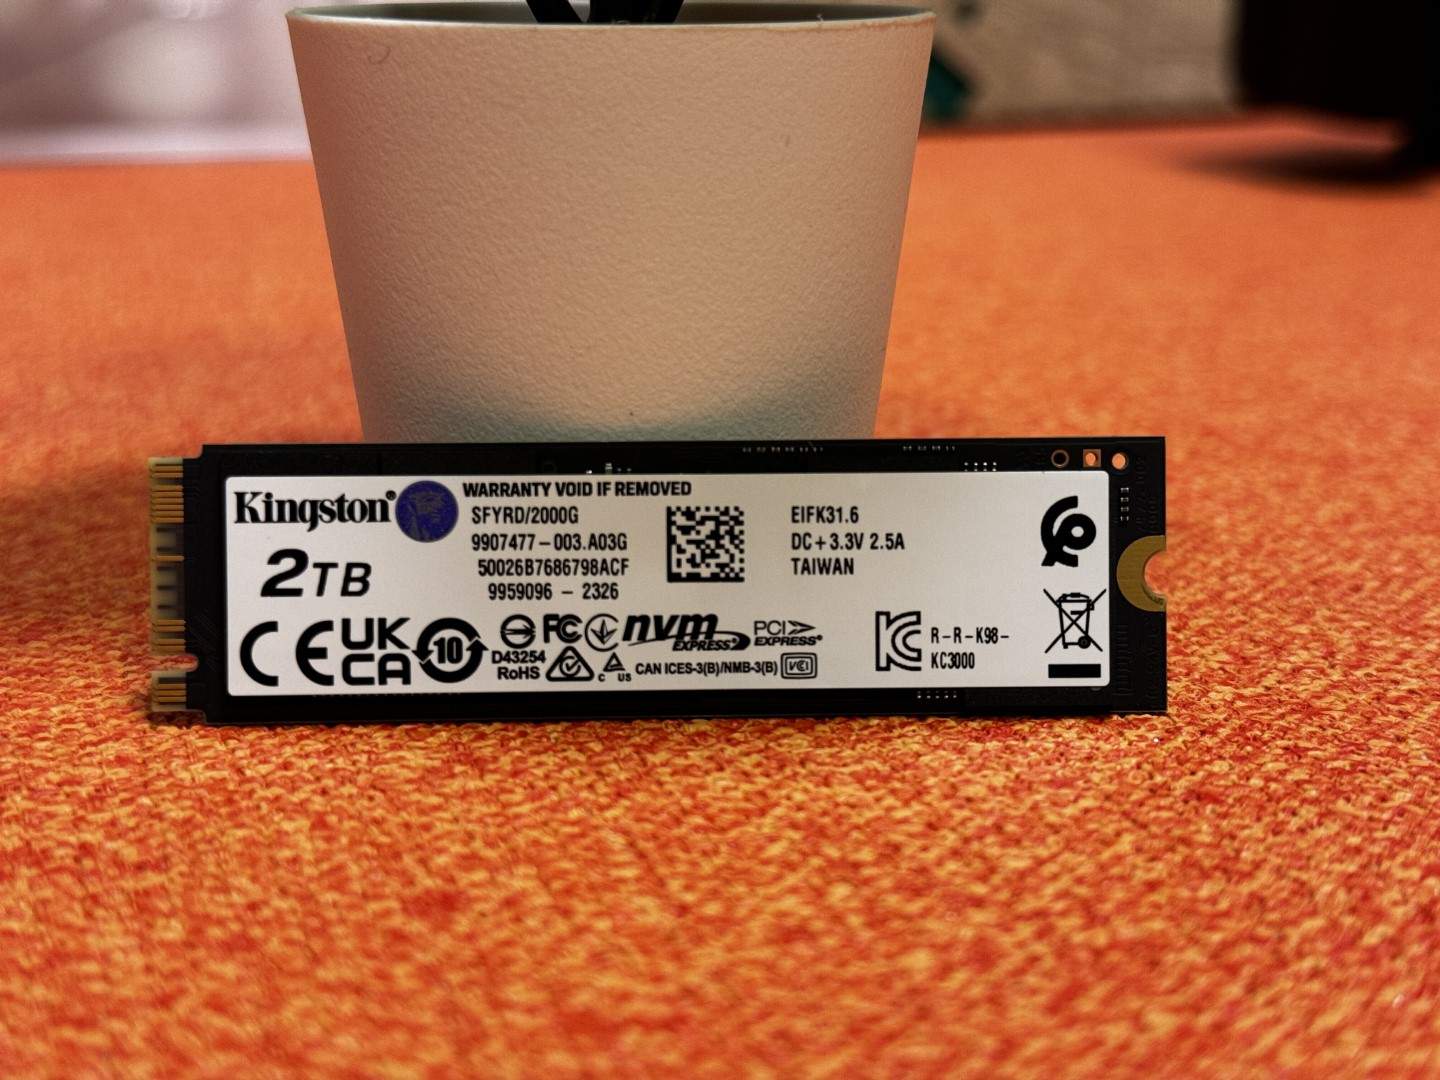 Kingston®
2TB
WARRANTY VOID IF REMOVED
SFYRD/2000G
9907477-003.A03G
50026B7686798ACF
9959096 - 2326
EIFK31.6
DC+3.3V 2.5A
TAIWAN
CE
UK
CA
10
D43254
RoHS
FC
nvm
EXPRESS®
PCI
EXPRESS®
C US
CAN ICES-3(B)/NMB-3(B)
VCI
R-R-K98-
KC3000